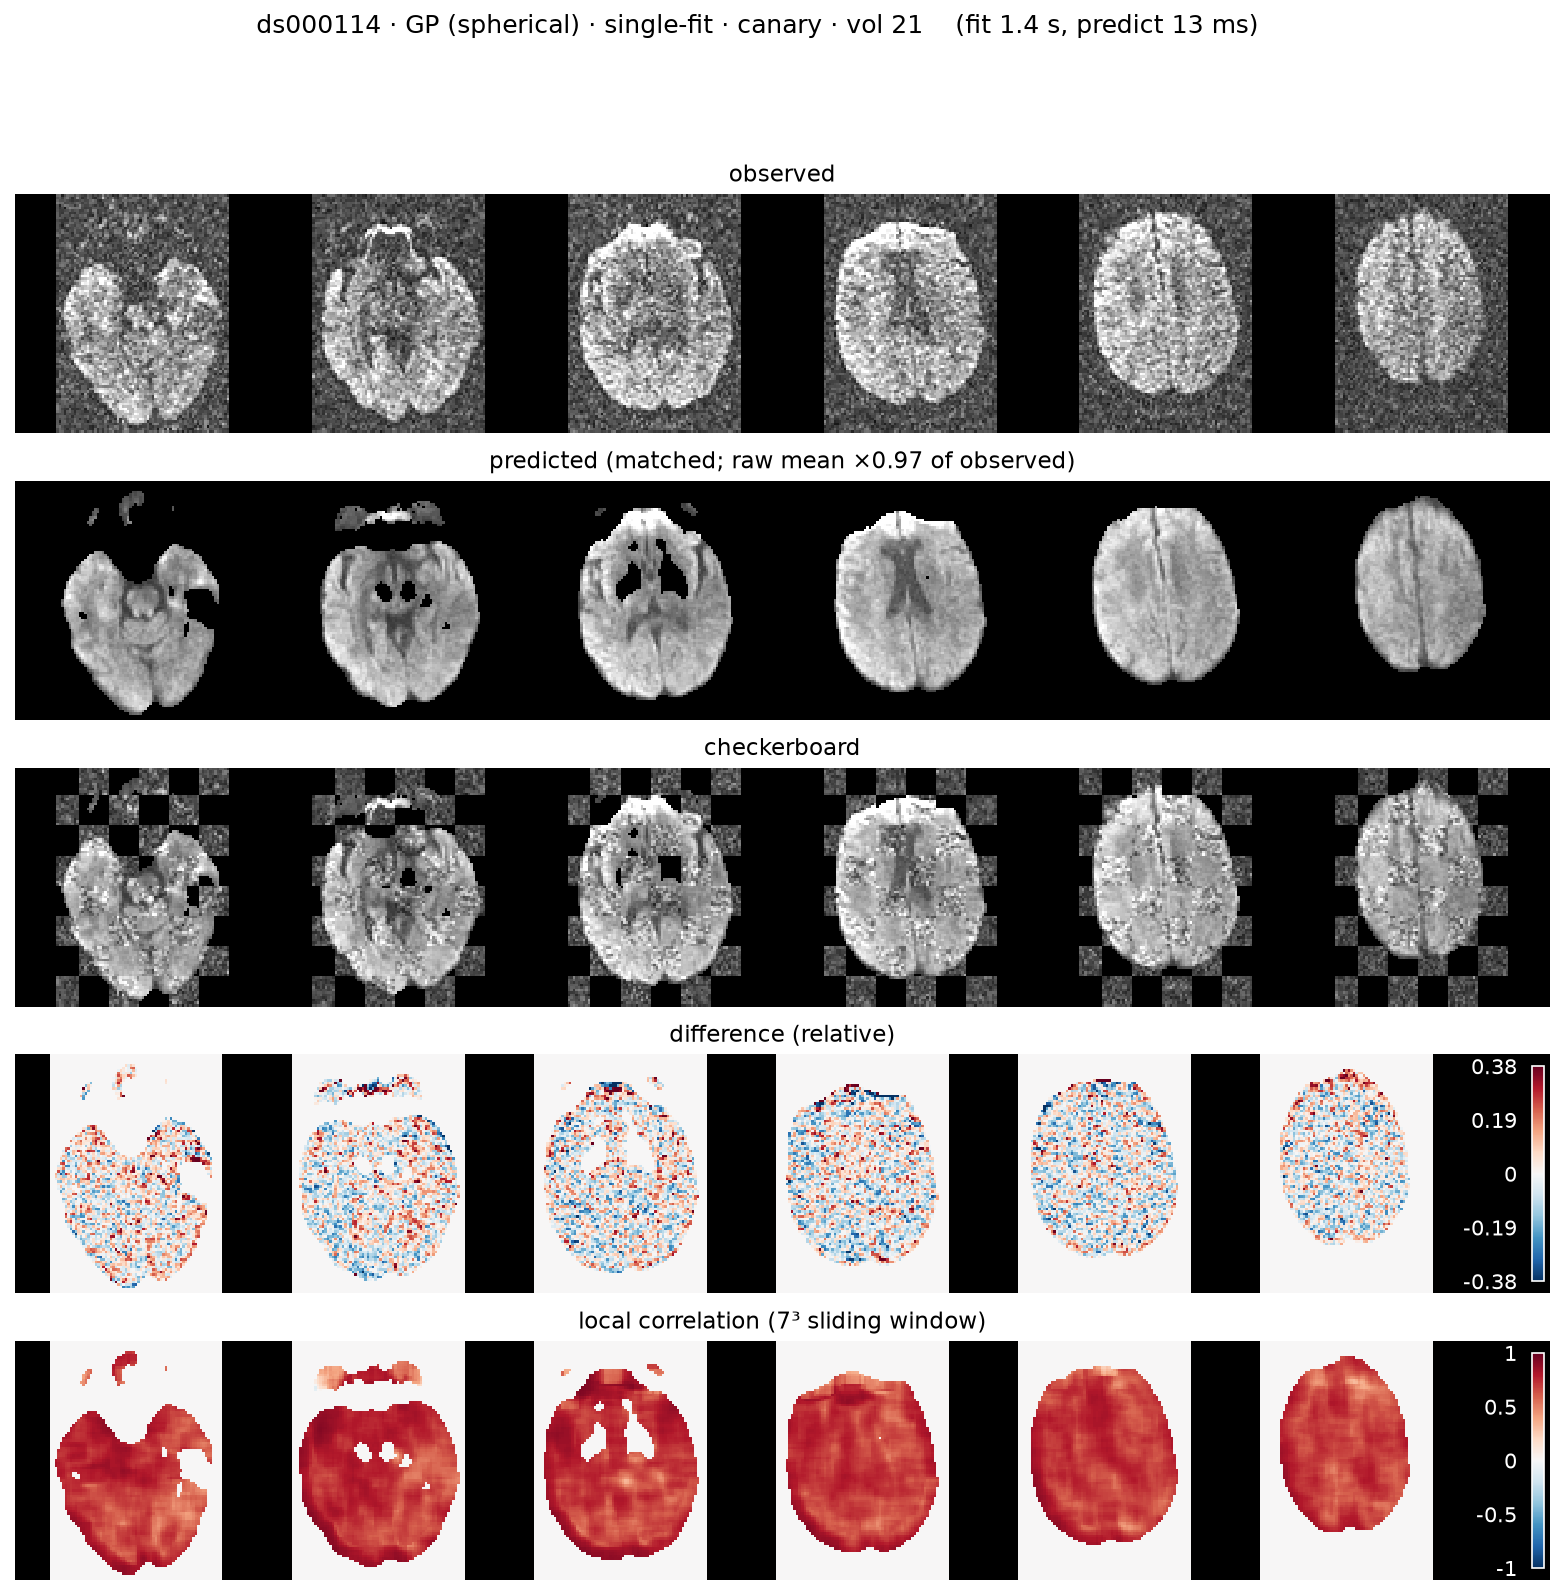 ds000114 · GP (spherical) · single-fit · canary · vol 21    (fit 1.4 s, predict 13 ms)
observed
predicted (matched; raw mean ×0.97 of observed)
checkerboard
difference (relative)
0.38
0.19
0
-0.19
-0.38
local correlation (7³ sliding window)
1
0.5
0
-0.5
-1